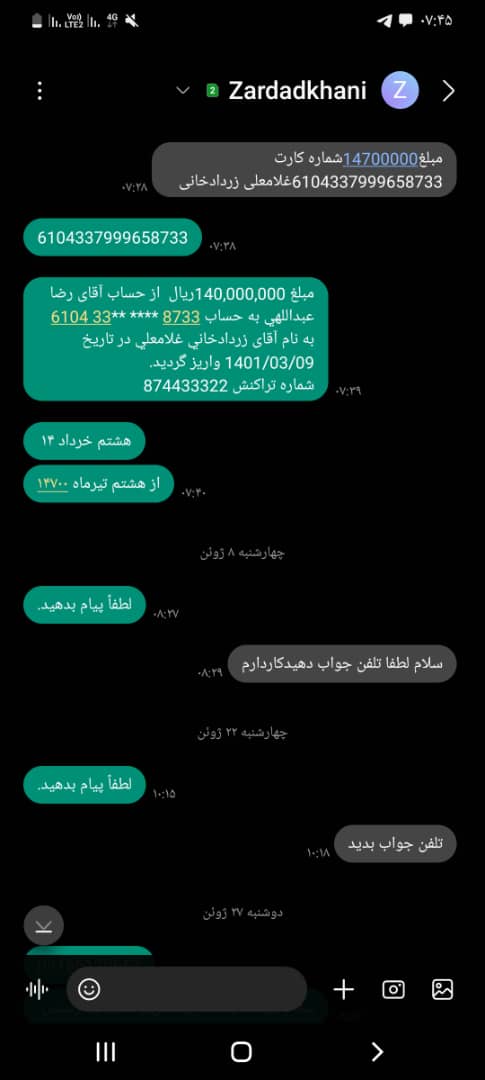 ۰۷:۴۵
4G
Vo))
LTE2
Zardadkhani
2
Z
مبلغ14700000شماره کارت
6104337999658733غلامعلی زردادخانی
۰۷:۲۸
6104337999658733
۰۷:۳۸
مبلغ 140,000,000ریال از حساب آقای رضا
عبداللهي به حساب 8733 **** **33 6104
به نام آقای زردادخاني غلامعلي در تاریخ
1401/03/09 واریز گردید.
شماره تراکنش 874433322
۰۷:۳۹
هشتم خرداد ۱۴
از هشتم تیرماه ۱۴۷۰۰
۰۷:۴۰
چهارشنبه ۸ ژوئن
لطفاً پیام بدهید.
۰۸:۲۷
سلام لطفا تلفن جواب دهیدکاردارم
۰۸:۲۹
چهارشنبه ۲۲ ژوئن
لطفاً پیام بدهید.
۱۰:۱۵
تلفن جواب بدید
۱۰:۱۸
دوشنبه ۲۷ ژوئن